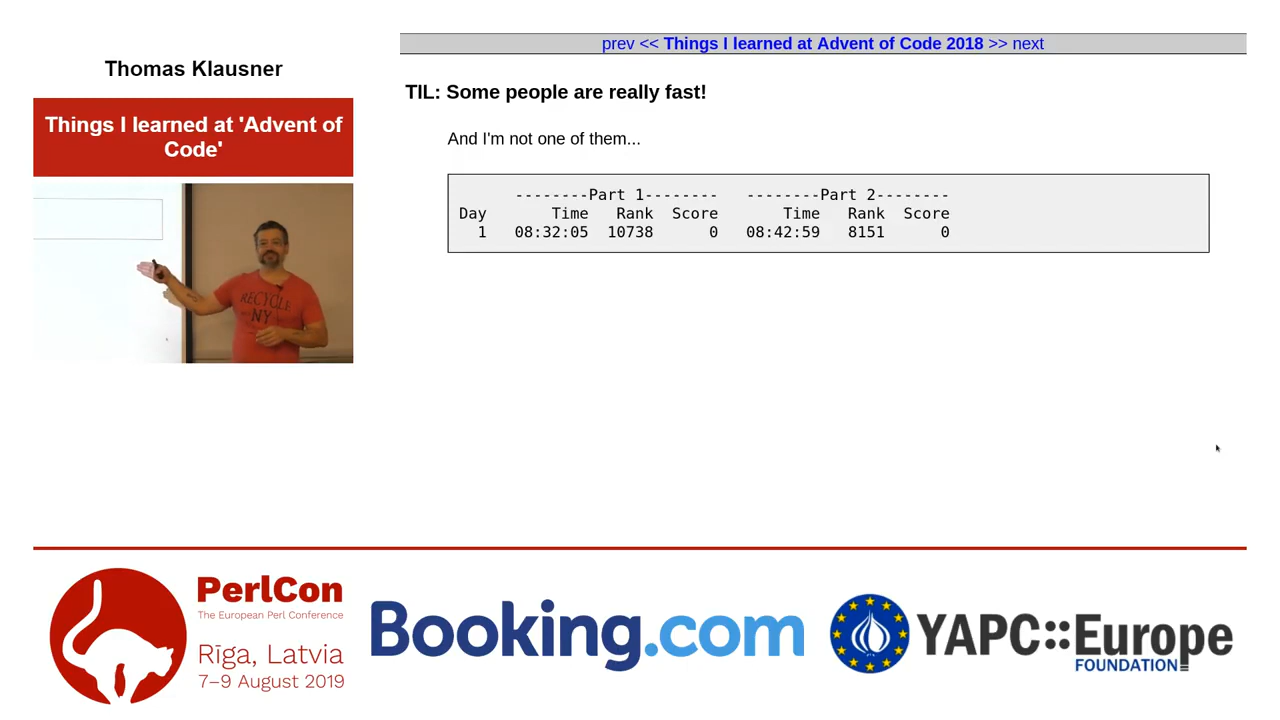 Thomas Klausner
Things I learned at 'Advent of
Code'
RECYCLE
NY
prev << Things I learned at Advent of Code 2018 >> next
TIL: Some people are really fast!
And I'm not one of them...
--------Part 1-------- --------Part 2--------
Day Time Rank Score Time Rank Score
1 08:32:05 10738 0 08:42:59 8151 0
PerlCon
The European Perl Conference
Rīga, Latvia
7–9 August 2019
Booking.com
YAPC::Europe
FOUNDATION